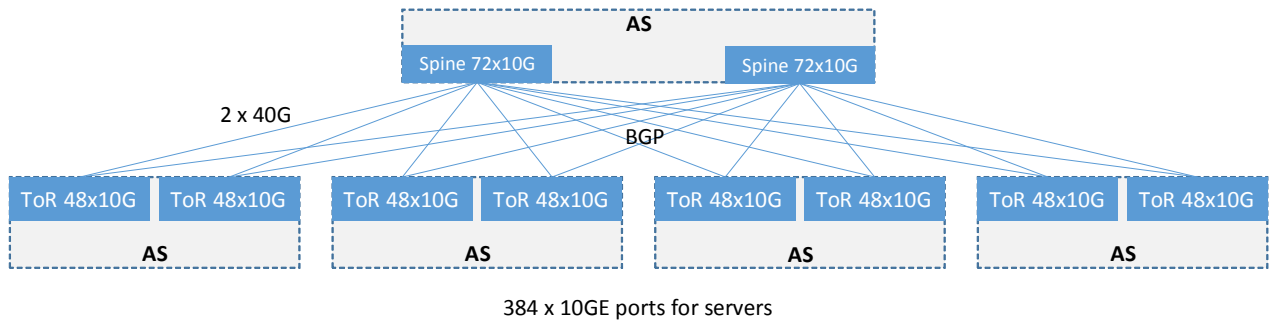 AS
Spine 72x10G
Spine 72x10G
2 x 40G
BGP
ToR 48x10G
ToR 48x10G
ToR 48x10G
ToR 48x10G
ToR 48x10G
ToR 48x10G
ToR 48x10G
ToR 48x10G
AS
AS
AS
AS
384 x 10GE ports for servers